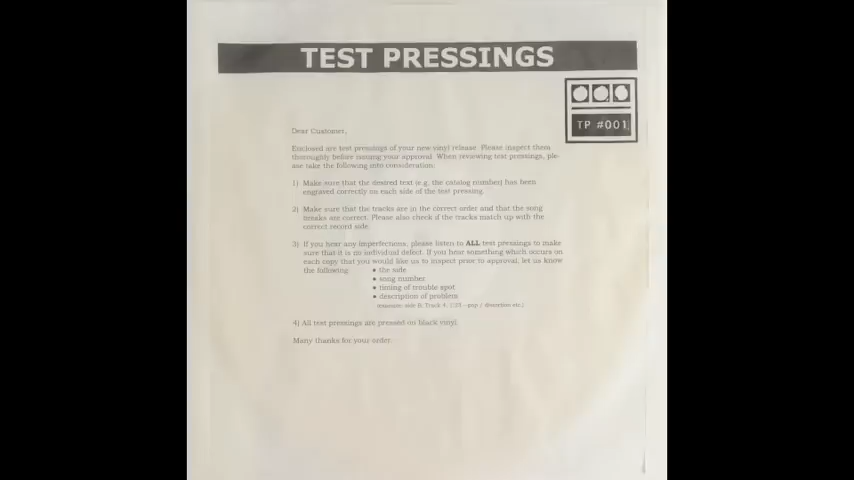 TEST PRESSINGS
TP #001
Dear Customer,
Enclosed are test pressings of your new vinyl release. Please inspect them
thoroughly before issuing your approval. When reviewing test pressings, ple-
ase take the following into consideration:
1) Make sure that the desired text (e.g. the catalog number) has been
engraved correctly on each side of the test pressing.
2) Make sure that the tracks are in the correct order and that the song
breaks are correct. Please also check if the tracks match up with the
correct record side.
3) If you hear any imperfections, please listen to ALL test pressings to make
sure that it is no individual defect. If you hear something which occurs on
each copy that you would like us to inspect prior to approval, let us know
the following • the side
• song number
• timing of trouble spot
• description of problem
side B, Track 4, - pop / distortion etc.)
4) All test pressings are pressed on black vinyl.
Many thanks for your order.